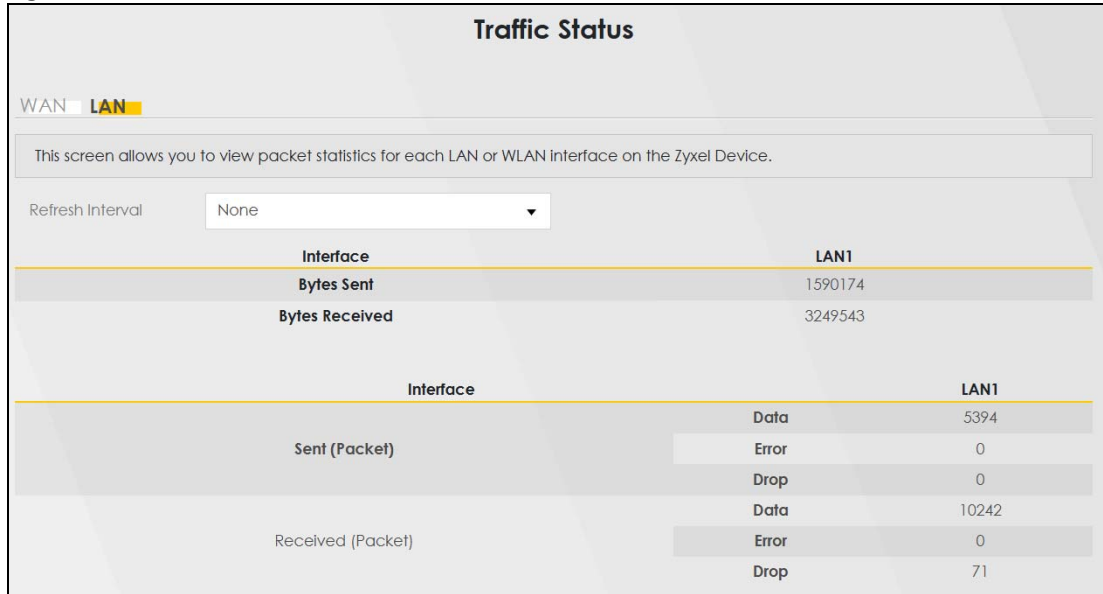 Traffic Status
WAN LAN
This screen allows you to view packet statistics for each LAN or WLAN interface on the Zyxel Device.
Refresh Interval None
Interface LAN1
Bytes Sent 1590174
Bytes Received 3249543
Interface LAN1
Data 5394
Sent (Packet) Error 0
Drop 0
Data 10242
Received (Packet) Error 0
Drop 71